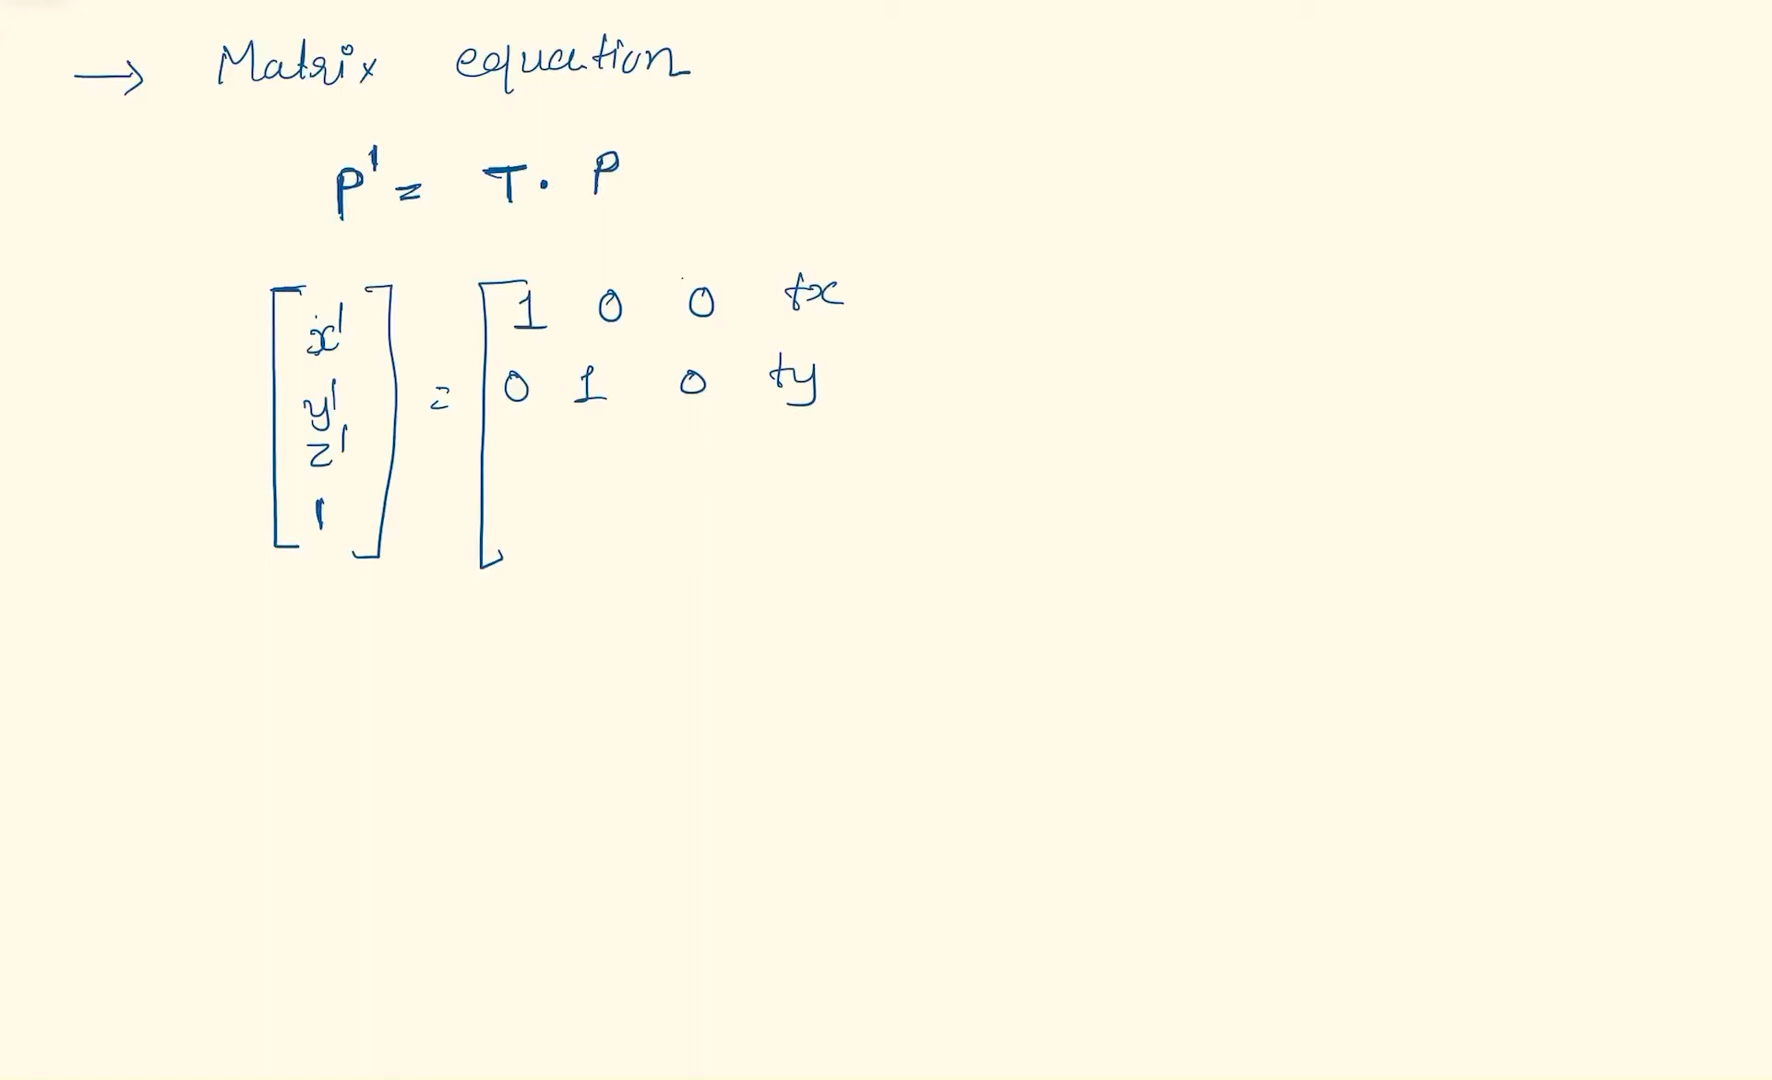 → Matrix equation
P' = T. P
[x' y' z' 1] = [1 0 0 tx
0 1 0 ty